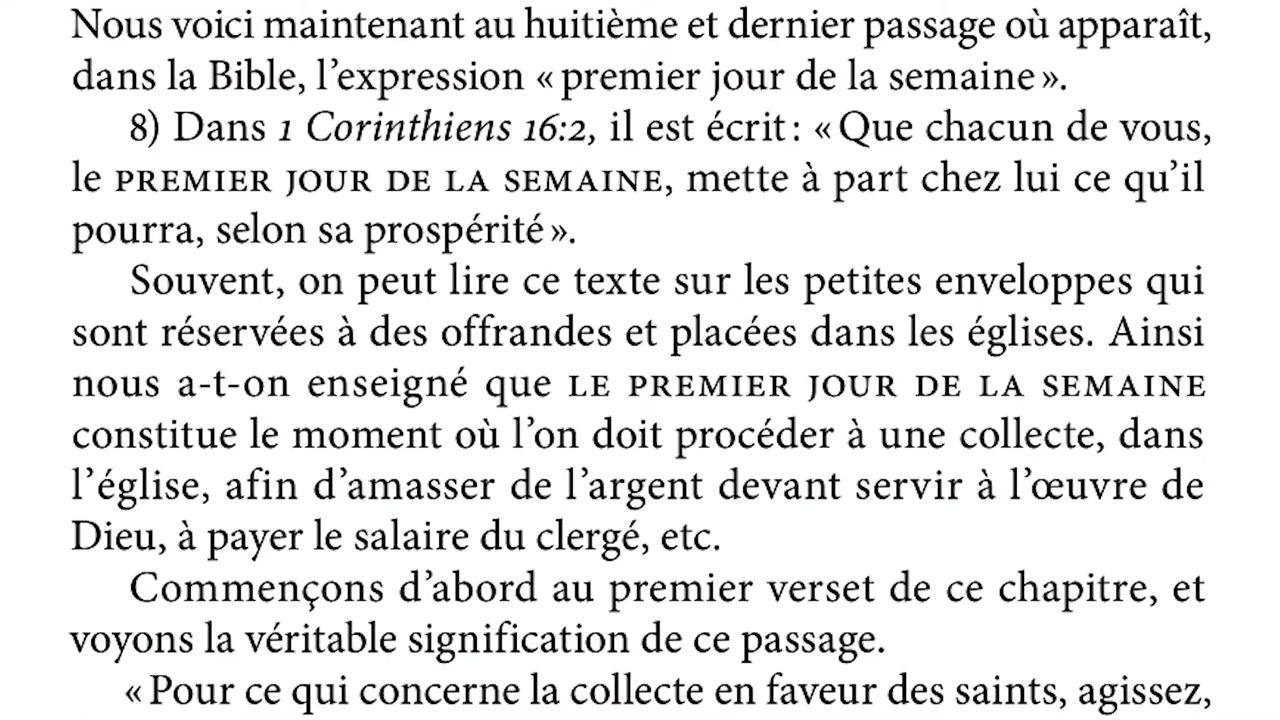 Nous voici maintenant au huitième et dernier passage où apparaît,
dans la Bible, l’expression « premier jour de la semaine ».
8) Dans 1 Corinthiens 16:2, il est écrit : « Que chacun de vous,
le PREMIER JOUR DE LA SEMAINE, mette à part chez lui ce qu’il
pourra, selon sa prospérité ».
Souvent, on peut lire ce texte sur les petites enveloppes qui
sont réservées à des offrandes et placées dans les églises. Ainsi
nous a-t-on enseigné que LE PREMIER JOUR DE LA SEMAINE
constitue le moment où l’on doit procéder à une collecte, dans
l’église, afin d’amasser de l’argent devant servir à l’œuvre de
Dieu, à payer le salaire du clergé, etc.
Commençons d’abord au premier verset de ce chapitre, et
voyons la véritable signification de ce passage.
« Pour ce qui concerne la collecte en faveur des saints, agissez,